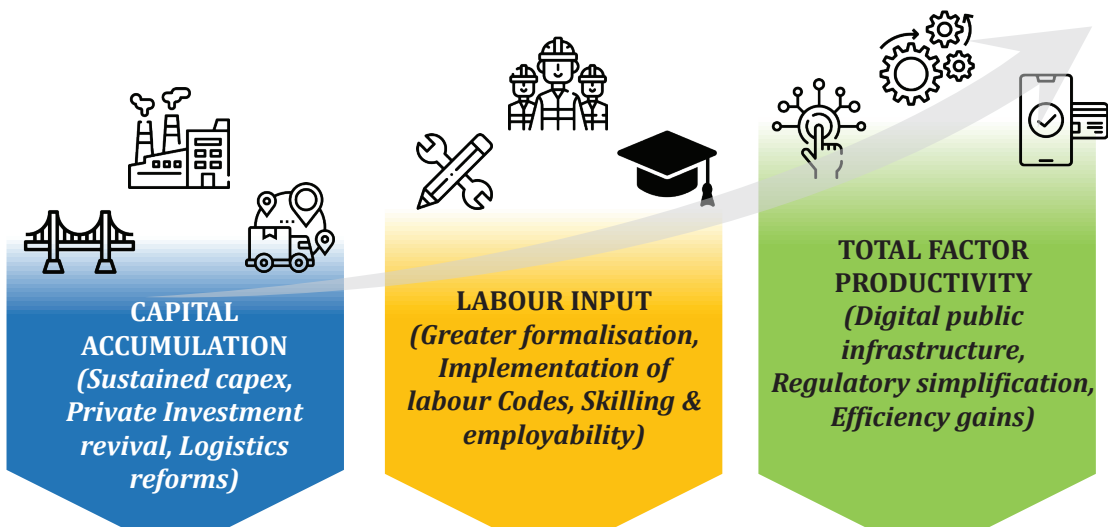 CAPITAL
ACCUMULATION
(Sustained capex,
Private Investment
revival, Logistics
reforms)
LABOUR INPUT
(Greater formalisation,
Implementation of
labour Codes, Skilling &
employability)
TOTAL FACTOR
PRODUCTIVITY
(Digital public
infrastructure,
Regulatory simplification,
Efficiency gains)